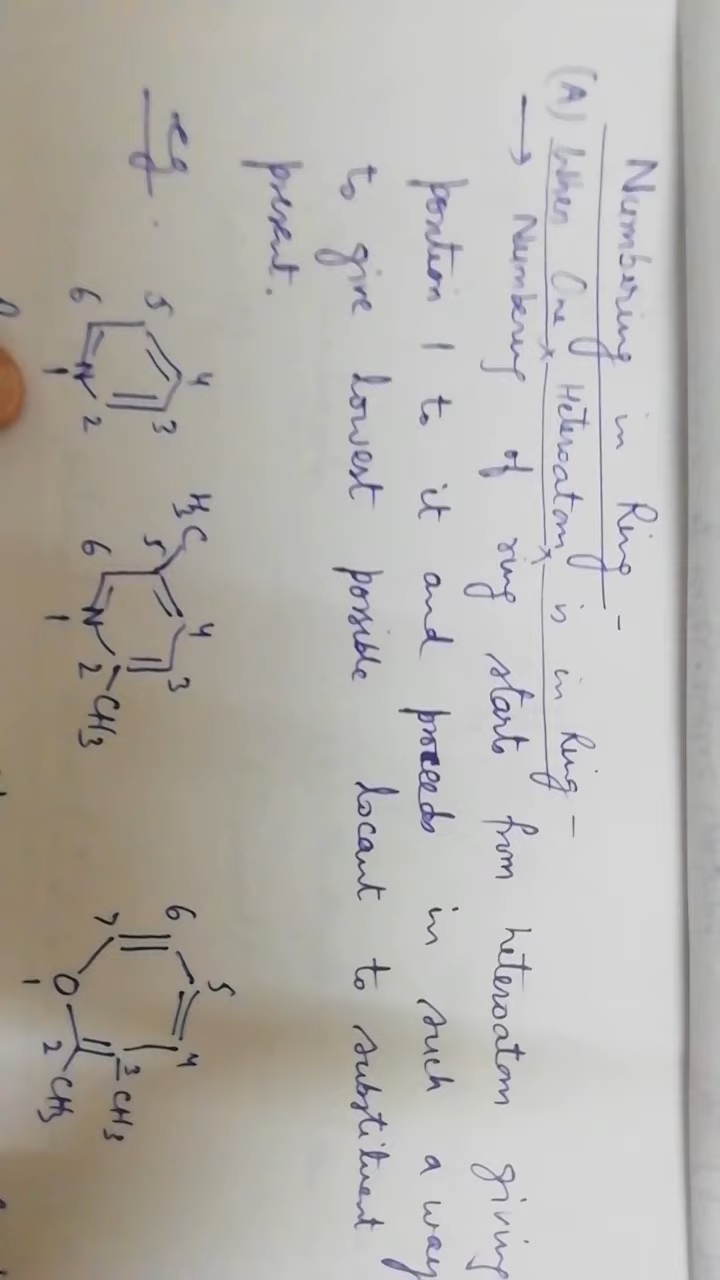 Numbering in Ring -
(A) When One Heteroatom is in Ring -
→ Numbering of ring starts from heteroatom giving
position 1 to it and proceeds in such a way
to give lowest possible locant to substituent
present.
eg.
5 4 3 6 N 2 1
H3C 5 4 3 6 N 2 CH3 1
6 5 4 7 3 CH3 O 2 CH3 1